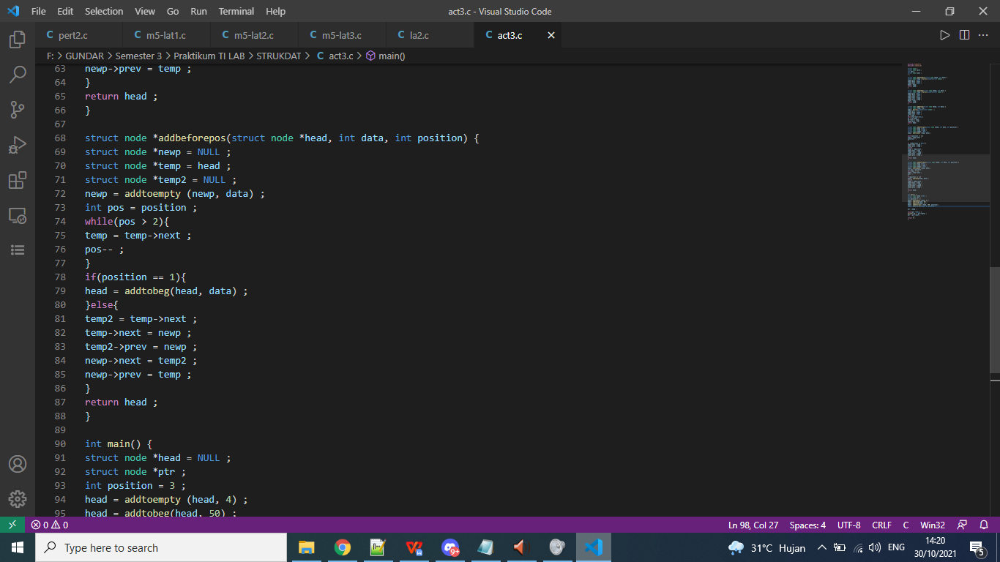 File Edit Selection View Go Run Terminal Help act3.c - Visual Studio Code
C pert2.c C m5-lat1.c C m5-lat2.c C m5-lat3.c C la2.c C act3.c
F: > GUNDAR > Semester 3 > Praktikum TI LAB > STRUKDAT > C act3.c > main()
63 newp->prev = temp ;
64 }
65 return head ;
66 }
67
68 struct node *addbeforepos(struct node *head, int data, int position) {
69 struct node *newp = NULL ;
70 struct node *temp = head ;
71 struct node *temp2 = NULL ;
72 newp = addtoempty (newp, data) ;
73 int pos = position ;
74 while(pos > 2){
75 temp = temp->next ;
76 pos-- ;
77 }
78 if(position == 1){
79 head = addtobeg(head, data) ;
80 }else{
81 temp2 = temp->next ;
82 temp->next = newp ;
83 temp2->prev = newp ;
84 newp->next = temp2 ;
85 newp->prev = temp ;
86 }
87 return head ;
88 }
89
90 int main() {
91 struct node *head = NULL ;
92 struct node *ptr ;
93 int position = 3 ;
94 head = addtoempty (head, 4) ;
95 head = addtobeg(head, 50) ;
0 0 Ln 98, Col 27 Spaces: 4 UTF-8 CRLF C Win32
Type here to search 9+ 31°C Hujan ENG 14:20
30/10/2021 5